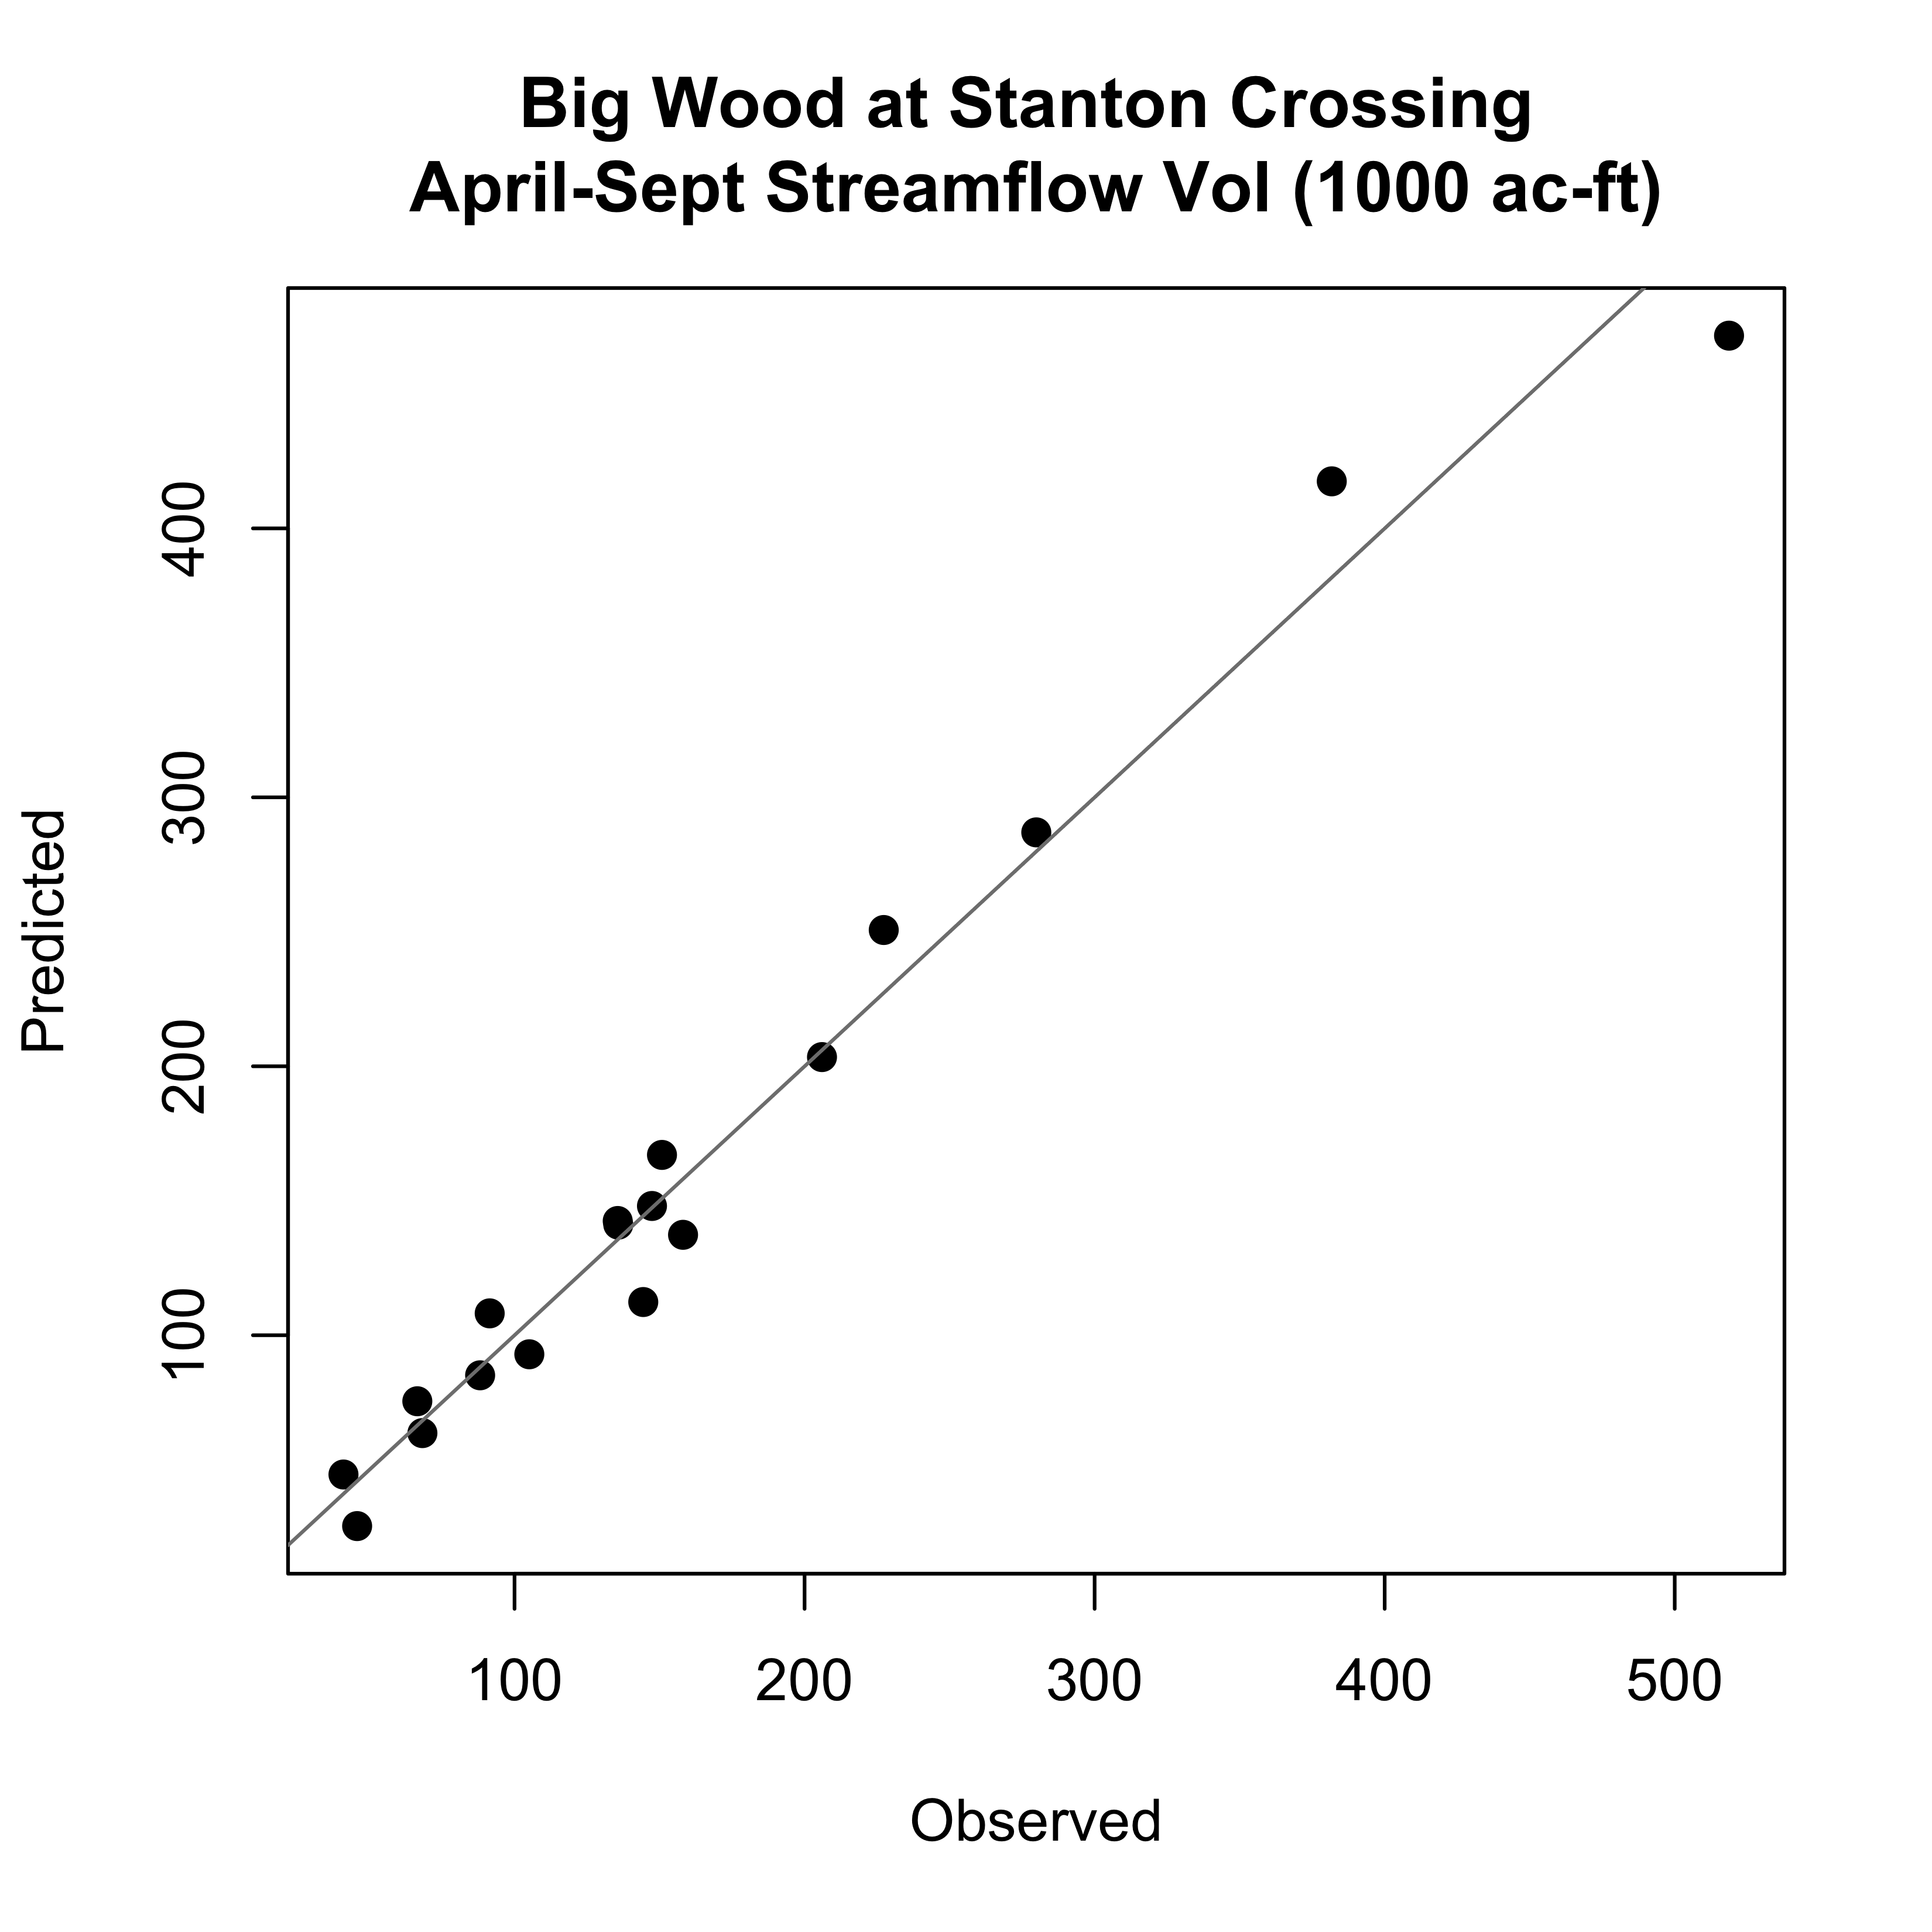 Big Wood at Stanton Crossing
April-Sept Streamflow Vol (1000 ac-ft)
Predicted
400
300
200
100
100 200 300 400 500
Observed